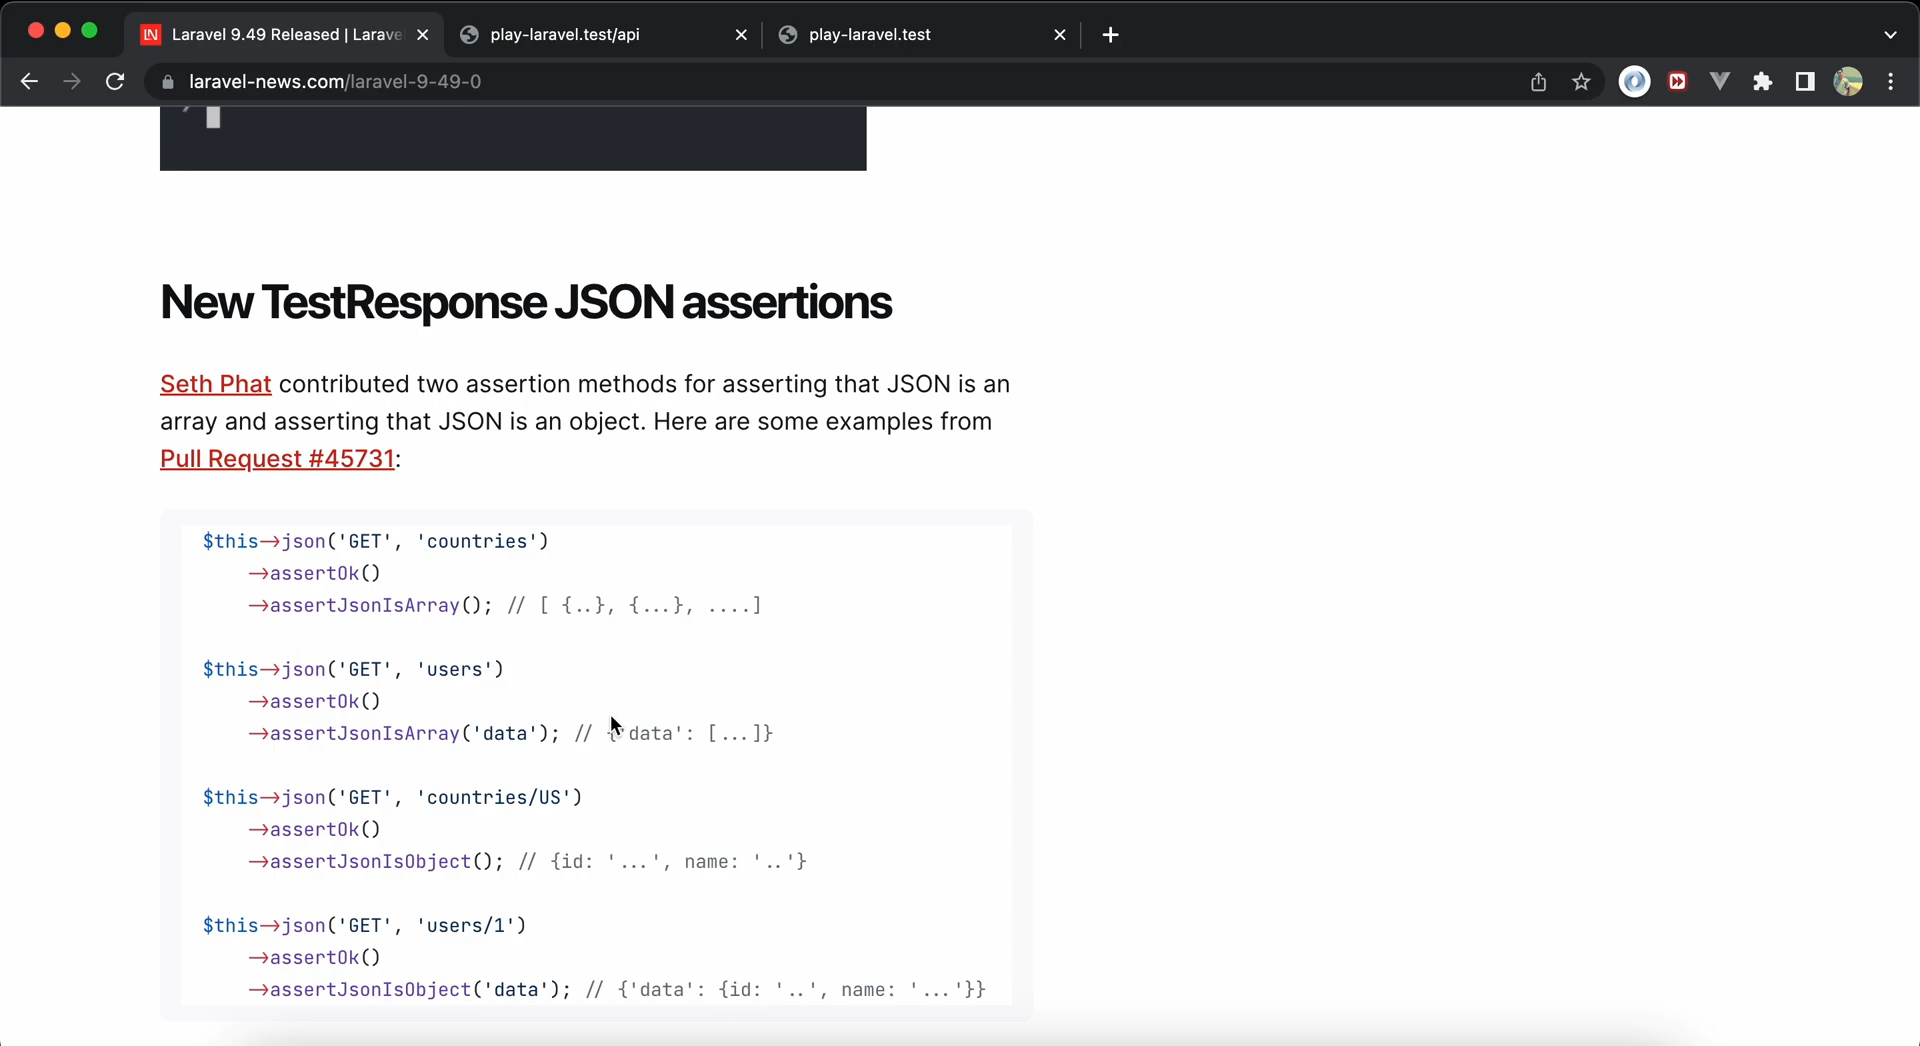 Laravel 9.49 Released | Larave
play-laravel.test/api
play-laravel.test
laravel-news.com/laravel-9-49-0
New TestResponse JSON assertions
Seth Phat contributed two assertion methods for asserting that JSON is an
array and asserting that JSON is an object. Here are some examples from
Pull Request #45731:
$this->json('GET', 'countries')
->assertOk()
->assertJsonIsArray(); // [ {..}, {...}, ....]
$this->json('GET', 'users')
->assertOk()
->assertJsonIsArray('data'); // {'data': [...]}
$this->json('GET', 'countries/US')
->assertOk()
->assertJsonIsObject(); // {id: '...', name: '..'}
$this->json('GET', 'users/1')
->assertOk()
->assertJsonIsObject('data'); // {'data': {id: '..', name: '...'}}